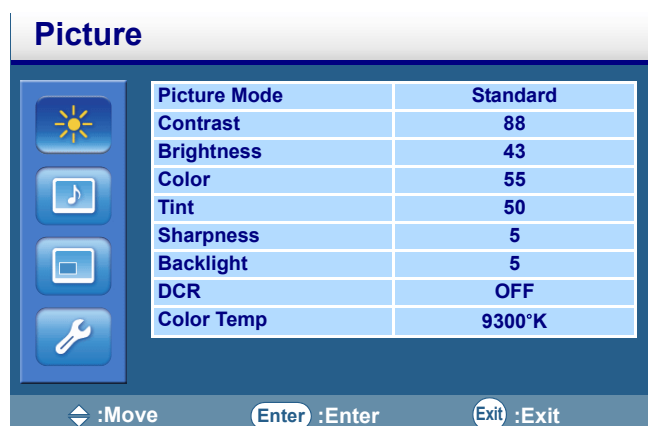 Picture
Picture Mode Standard
Contrast 88
Brightness 43
Color 55
Tint 50
Sharpness 5
Backlight 5
DCR OFF
Color Temp 9300°K
:Move Enter :Enter Exit :Exit